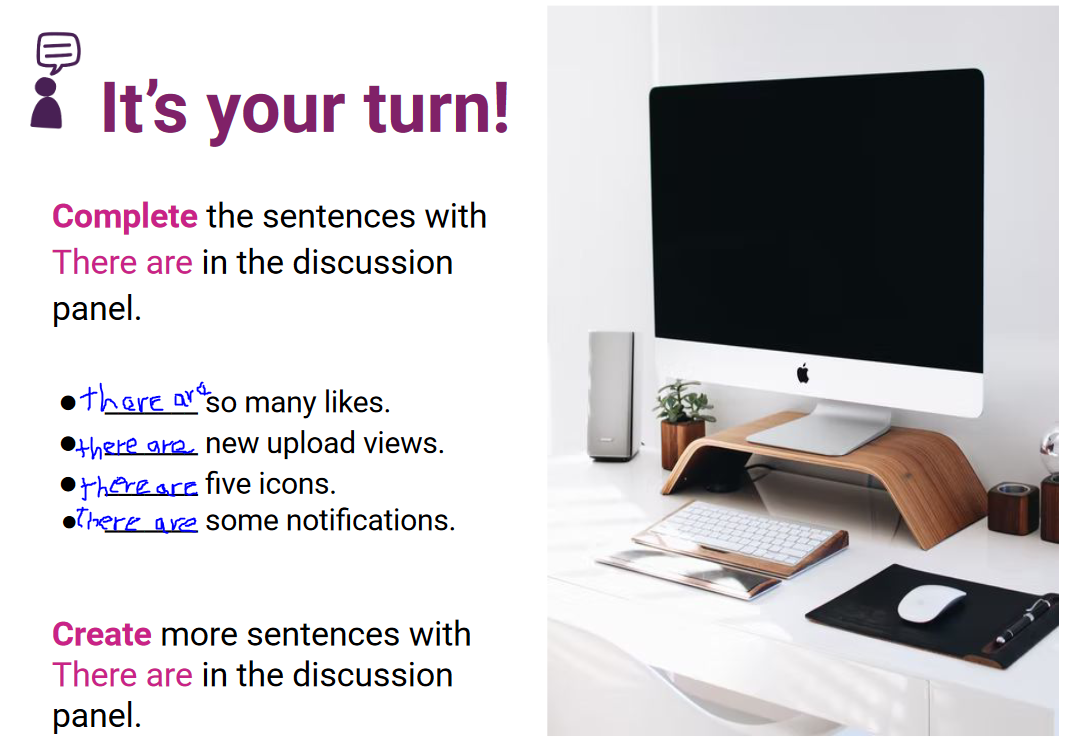 It's your turn!
Complete the sentences with
There are in the discussion
panel.
● there are so many likes.
● there are new upload views.
● there are five icons.
● There are some notifications.
Create more sentences with
There are in the discussion
panel.